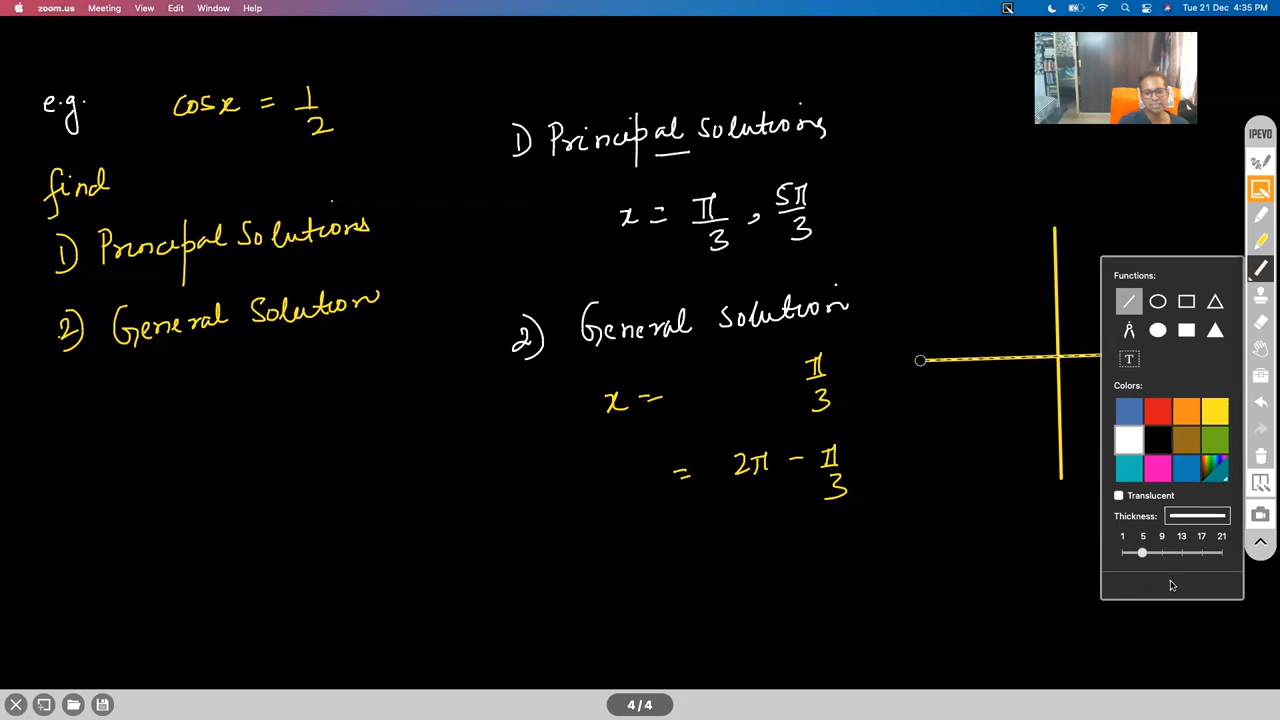 zoom.us Meeting View Edit Window Help Tue 21 Dec 4:35 PM
e.g. cosx = 1/2
find
1) Principal Solutions
2) General Solution
1) Principal Solutions
x = π/3 , 5π/3
2) General Solution
x = π/3
= 2π - π/3
IPEVO
Functions:
T
Colors:
Translucent
Thickness:
1 5 9 13 17 21
4/4